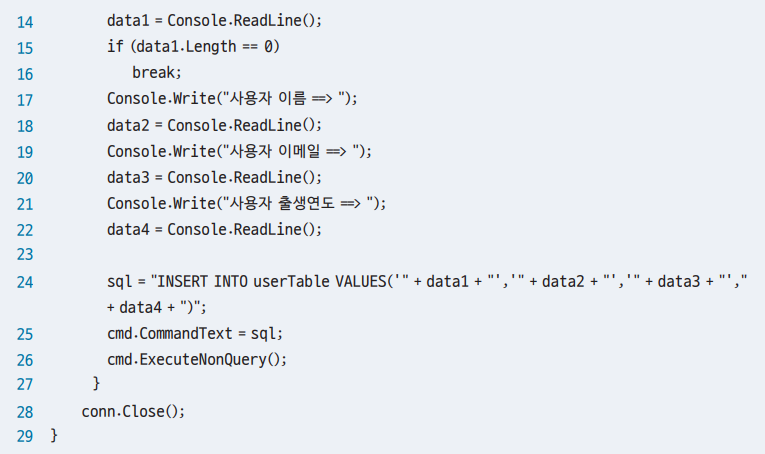 14 data1 = Console.ReadLine();
15 if (data1.Length == 0)
16 break;
17 Console.Write("사용자 이름 ==> ");
18 data2 = Console.ReadLine();
19 Console.Write("사용자 이메일 ==> ");
20 data3 = Console.ReadLine();
21 Console.Write("사용자 출생연도 ==> ");
22 data4 = Console.ReadLine();
23
24 sql = "INSERT INTO userTable VALUES('" + data1 + "','" + data2 + "','" + data3 + "',"
+ data4 + ")";
25 cmd.CommandText = sql;
26 cmd.ExecuteNonQuery();
27 }
28 conn.Close();
29 }